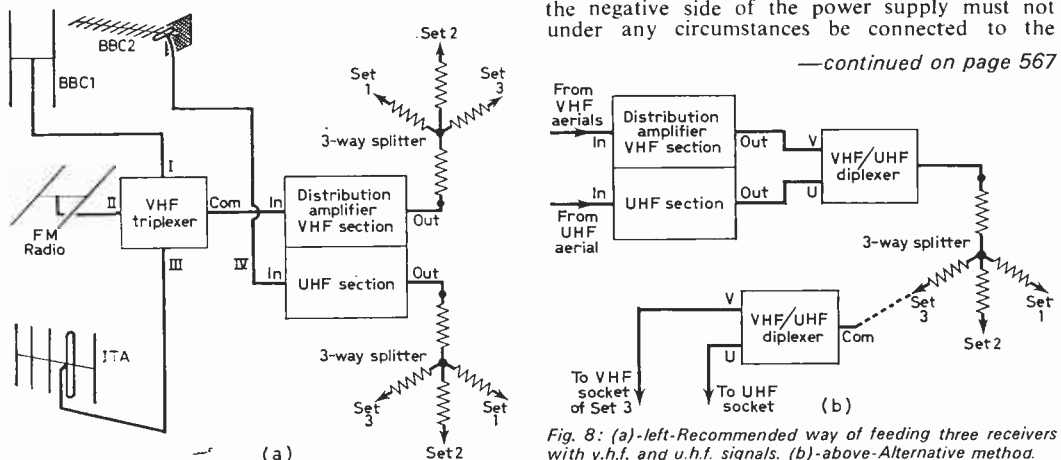 the negative side of the power supply must not
under any circumstances be connected to the
—continued on page 567
BBC2
BBC1
FM
Radio
ITA
I
II
III
IV
VHF
triplexer
Com
In
Distribution
amplifier
VHF section
Out
In
UHF section
Out
Set 2
Set
1
Set
3
3-way splitter
3-way splitter
Set
3
Set
1
Set 2
(a)
From
VHF
aerials
In
Distribution
amplifier
VHF section
Out
V
In
UHF section
Out
U
From
UHF
aerial
VHF/UHF
diplexer
3-way splitter
Set
3
Set
1
Set 2
V
U
VHF/UHF
diplexer
Com
To VHF
socket
of Set 3
To UHF
socket
(b)
Fig. 8: (a)-left-Recommended way of feeding three receivers
with v.h.f. and u.h.f. signals. (b)-above-Alternative method.